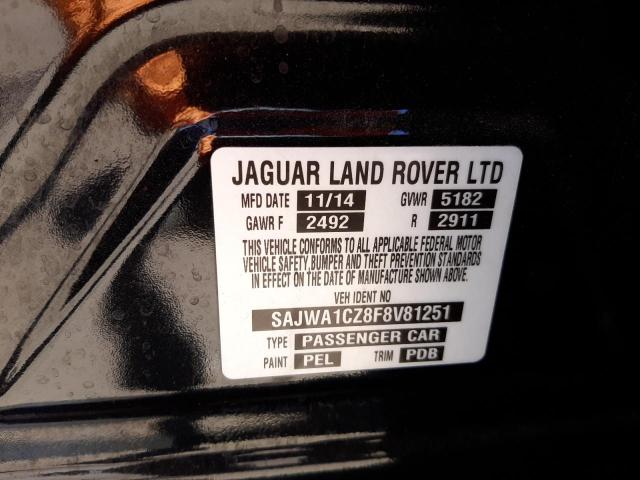 JAGUAR LAND ROVER LTD
MFD DATE 11/14 GVWR 5182
GAWR F 2492 R 2911
THIS VEHICLE CONFORMS TO ALL APPLICABLE FEDERAL MOTOR
VEHICLE SAFETY, BUMPER AND THEFT PREVENTION STANDARDS
IN EFFECT ON THE DATE OF MANUFACTURE SHOWN ABOVE.
VEH IDENT NO
SAJWA1CZ8F8V81251
TYPE PASSENGER CAR
PAINT PEL TRIM PDB